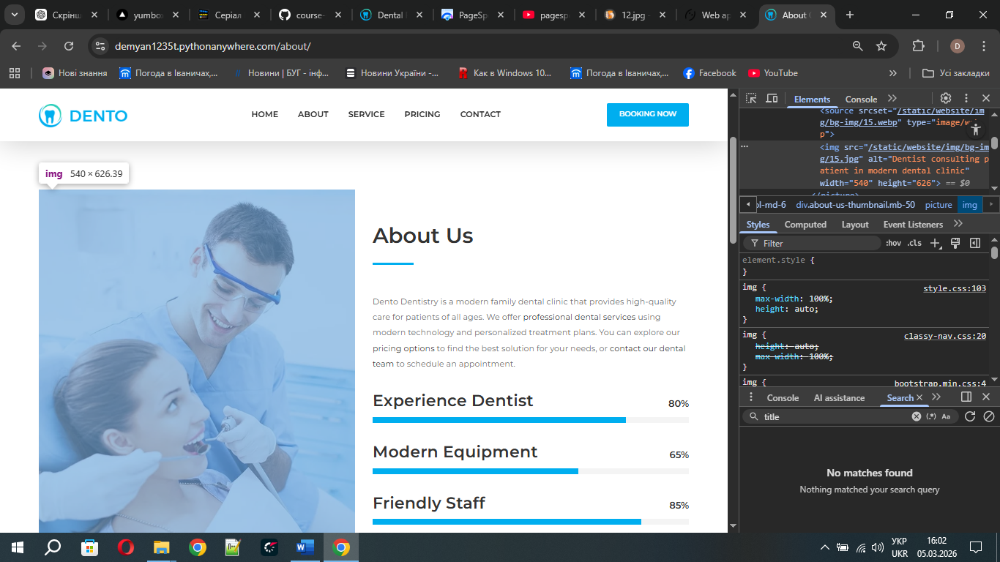 Скрінш
yumbo
Серіал
course-
Dental
PageSp
pagesp
12.jpg -
Web ap
About
demyan1235t.pythonanywhere.com/about/
D
Нові знання
Погода в Іваничах,...
Новини | БУГ - інф...
Новини України -...
Как в Windows 10...
Погода в Іваничах,...
Facebook
YouTube
Усі закладки
DENTO
HOME
ABOUT
SERVICE
PRICING
CONTACT
BOOKING NOW
img 540 × 626.39
About Us
Dento Dentistry is a modern family dental clinic that provides high-quality
care for patients of all ages. We offer professional dental services using
modern technology and personalized treatment plans. You can explore our
pricing options to find the best solution for your needs, or contact our dental
team to schedule an appointment.
Experience Dentist 80%
Modern Equipment 65%
Friendly Staff 85%
Elements
Console
<source srcset="/static/website/im
g/bg-img/15.webp" type="image/w
p">
<img src="/static/website/img/bg-im
g/15.jpg" alt="Dentist consulting p
atient in modern dental clinic"
width="540" height="626"> == $0
</picture>
ol-md-6 div.about-us-thumbnail.mb-50 picture img
Styles
Computed
Layout
Event Listeners
Filter
:hov
.cls
element.style {
}
img { style.css:103
max-width: 100%;
height: auto;
}
img { classy-nav.css:20
height: auto;
max-width: 100%;
}
img { bootstrap.min.css:4
Console
AI assistance
Search
title
(.*)
Aa
No matches found
Nothing matched your search query
УКР
UKR
16:02
05.03.2026